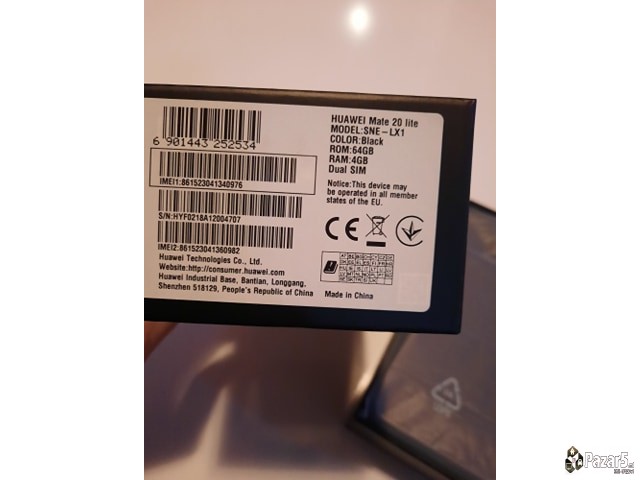 6 901443 252534
IMEI1:861523041340976
S/N:HYF0218A12004707
IMEI2:861523041360982
Huawei Technologies Co., Ltd.
Website:http://consumer.huawei.com
Huawei Industrial Base, Bantian, Longgang,
Shenzhen 518129, People's Republic of China
HUAWEI Mate 20 lite
MODEL:SNE-LX1
COLOR:Black
ROM:64GB
RAM:4GB
Dual SIM
Notice:This device may
be operated in all member
states of the EU.
CE
Made in China
Pazar5